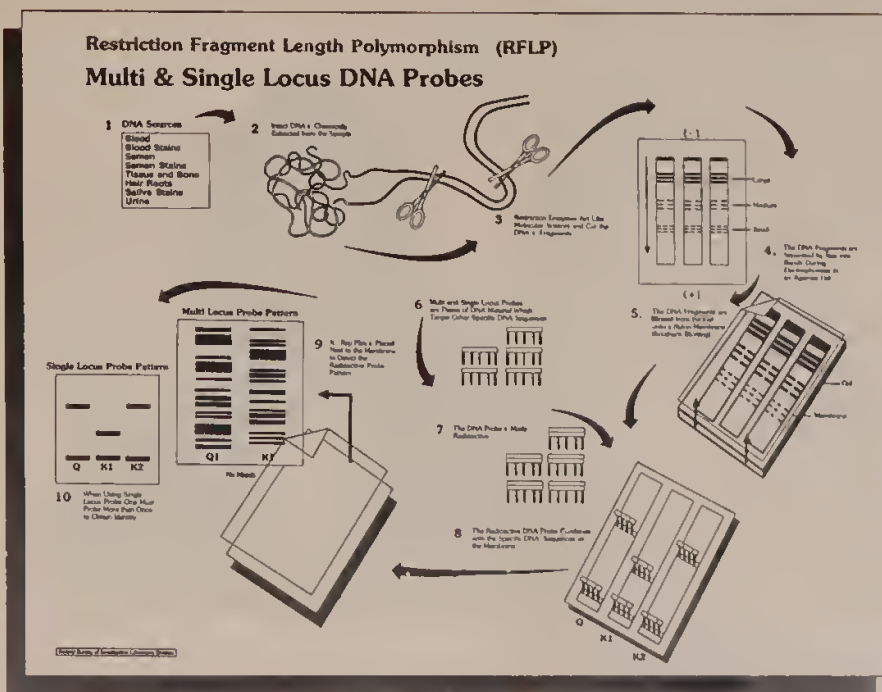 Restriction Fragment Length Polymorphism (RFLP)
Multi & Single Locus DNA Probes
1 DNA Sources
Blood
Blood Stains
Semen
Semen Stains
Tissue and Bone
Hair Roots
Saliva Stains
Urine
2 Intact DNA is Chemically
Extracted from the Sample
3 Restriction Enzymes Act Like
Molecular Scissors and Cut the
DNA in Fragments
(-)
Large
Medium
Small
(+)
4. The DNA Fragments are
Separated by Size into
Bands During
Electrophoresis in
an Agarose Gel
5. The DNA Fragments are
Blotted from the Gel
onto a Nylon Membrane
(Southern Blotting)
Gel
Membrane
6 Multi and Single Locus Probes
are Pieces of DNA Material Which
Target Other Specific DNA Sequences
7 The DNA Probe is Made
Radioactive
8 The Radioactive DNA Probe Combines
with the Specific DNA Sequences on
the Membrane
Q
K1
K2
9 X-Ray Film is Placed
Next to the Membrane
to Detect the
Radioactive Probe
Pattern
Multi Locus Probe Pattern
Q1 K1
No Match
Single Locus Probe Pattern
Q K1 K2
10 When Using Single
Locus Probe One Must
Probe More than Once
to Obtain Identity
Federal Bureau of Investigation Laboratory Division